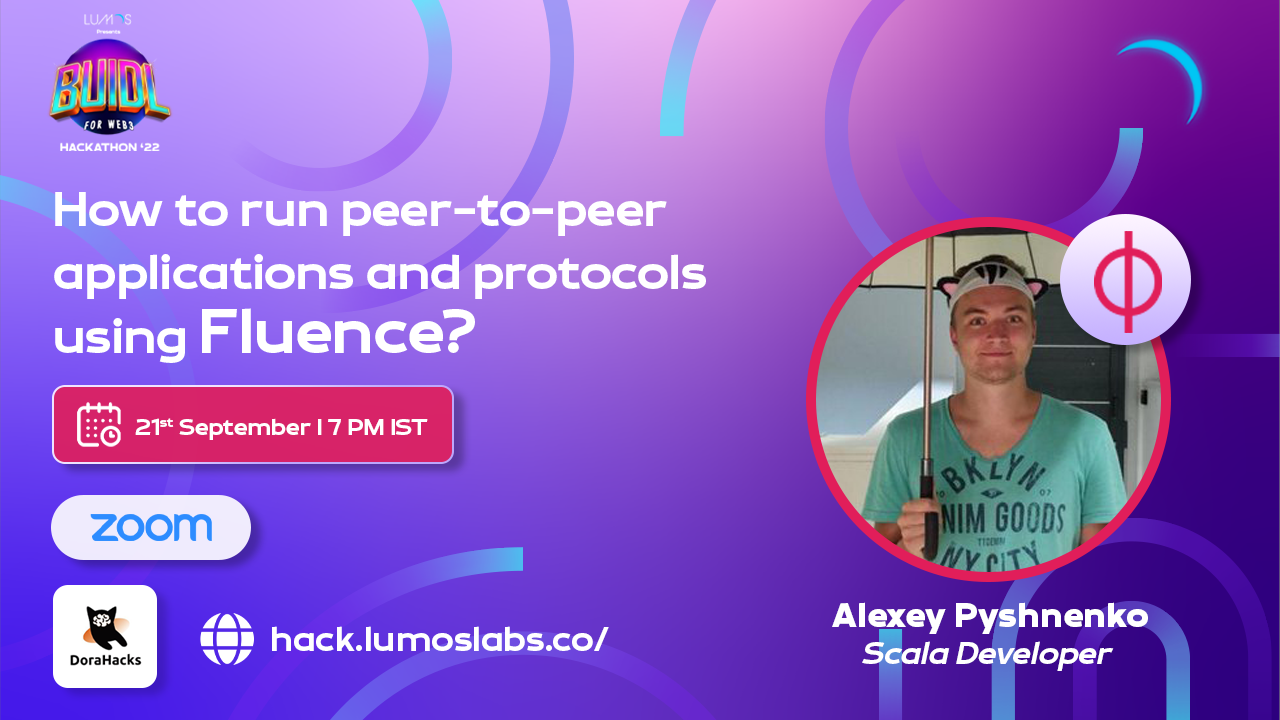 LUMOS
Presents
BUIDL
FOR WEB3
HACKATHON ‘22
How to run peer-to-peer
applications and protocols
using Fluence?
21st September | 7 PM IST
zoom
DoraHacks
hack.lumoslabs.co/
BKLYN
07
NIM GOODS
NY CITY
Alexey Pyshnenko
Scala Developer